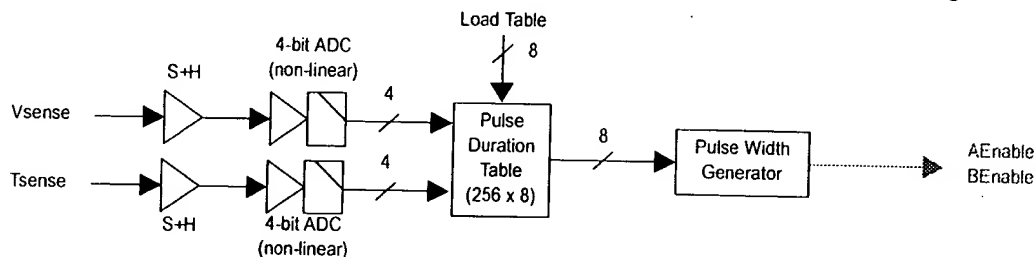 Load Table
8
4-bit ADC
(non-linear)
S+H
4
Vsense
Pulse
Duration
Table
(256 x 8)
8
Pulse Width
Generator
AEnable
BEnable
Tsense
4
S+H
4-bit ADC
(non-linear)